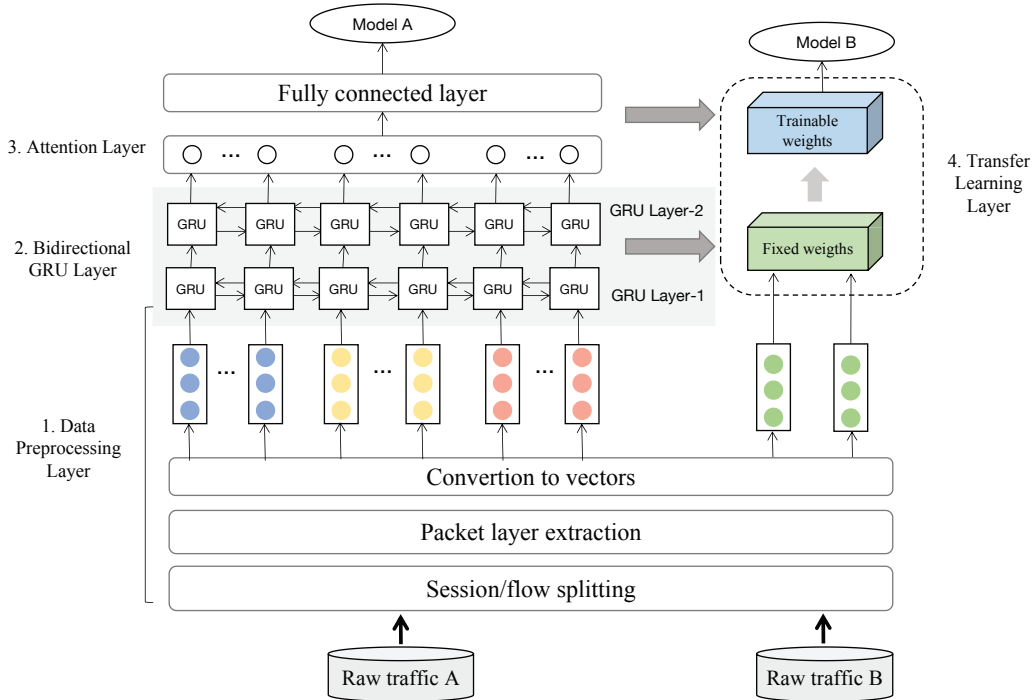 Model A
Model B
Fully connected layer
Trainable
weights
3. Attention Layer
... ... ...
4. Transfer
Learning
Layer
GRU GRU GRU GRU GRU GRU
GRU Layer-2
2. Bidirectional
GRU Layer
Fixed weigths
GRU GRU GRU GRU GRU GRU
GRU Layer-1
... ... ...
1. Data
Preprocessing
Layer
Convertion to vectors
Packet layer extraction
Session/flow splitting
Raw traffic A
Raw traffic B